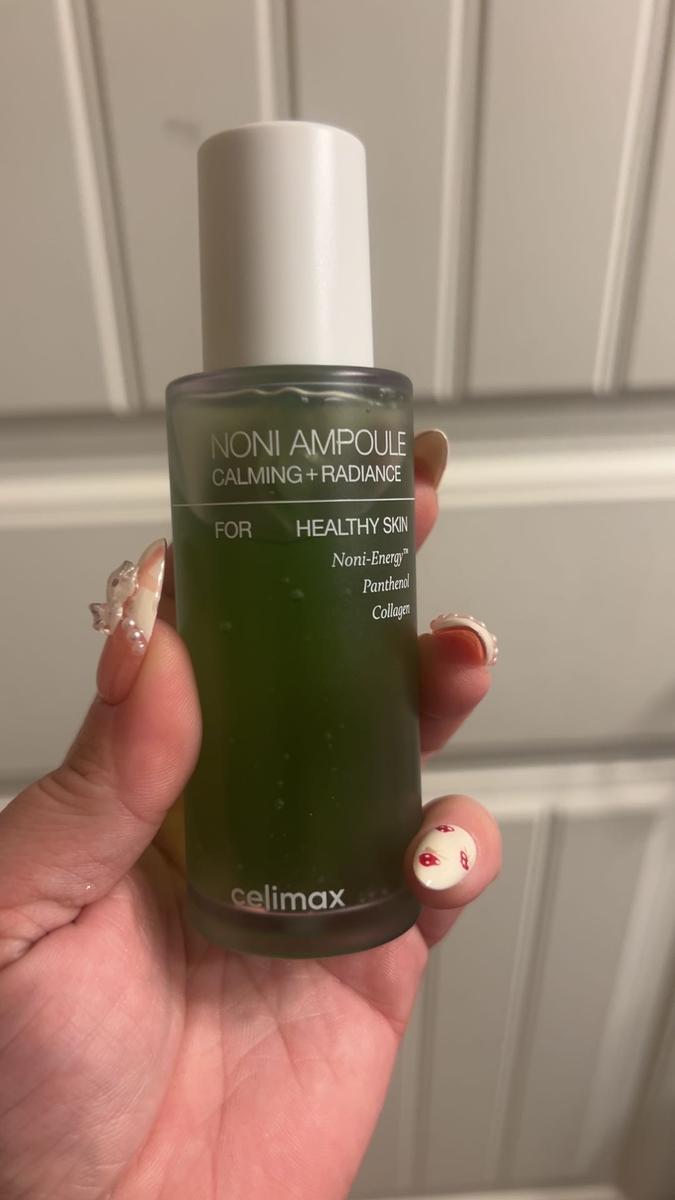 NONI AMPOULE
CALMING+RADIANCE
FOR HEALTHY SKIN
Noni-Energy™
Panthenol
Collagen
celimax